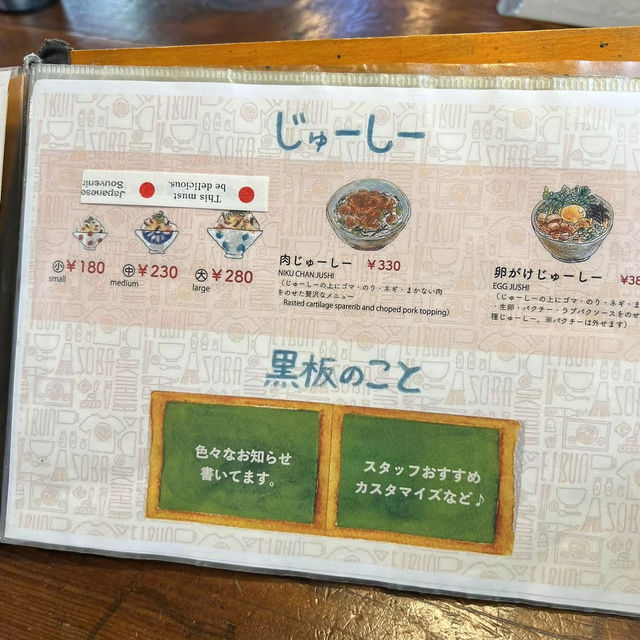 じゅーしー
This must
be delicious.
Japanese
Souvenir
小 ¥180
small
中 ¥230
medium
大 ¥280
large
肉じゅーしー ¥330
NIKU CHAN JUSHI
(じゅーしーの上にゴマ・のり・ネギ・まかない肉
をのせた贅沢なメニュー
Rasted cartilage sparerib and choped pork topping)
卵がけじゅーしー ¥38
EGG JUSHI
(じゅーしーの上にゴマ・のり・ネギ・ま
・生卵・パクチー・ラブパクソースをのせ
種じゅーしー。※パクチーは外せます)
黒板のこと
色々なお知らせ
書いてます。
スタッフおすすめ
カスタマイズなど♪